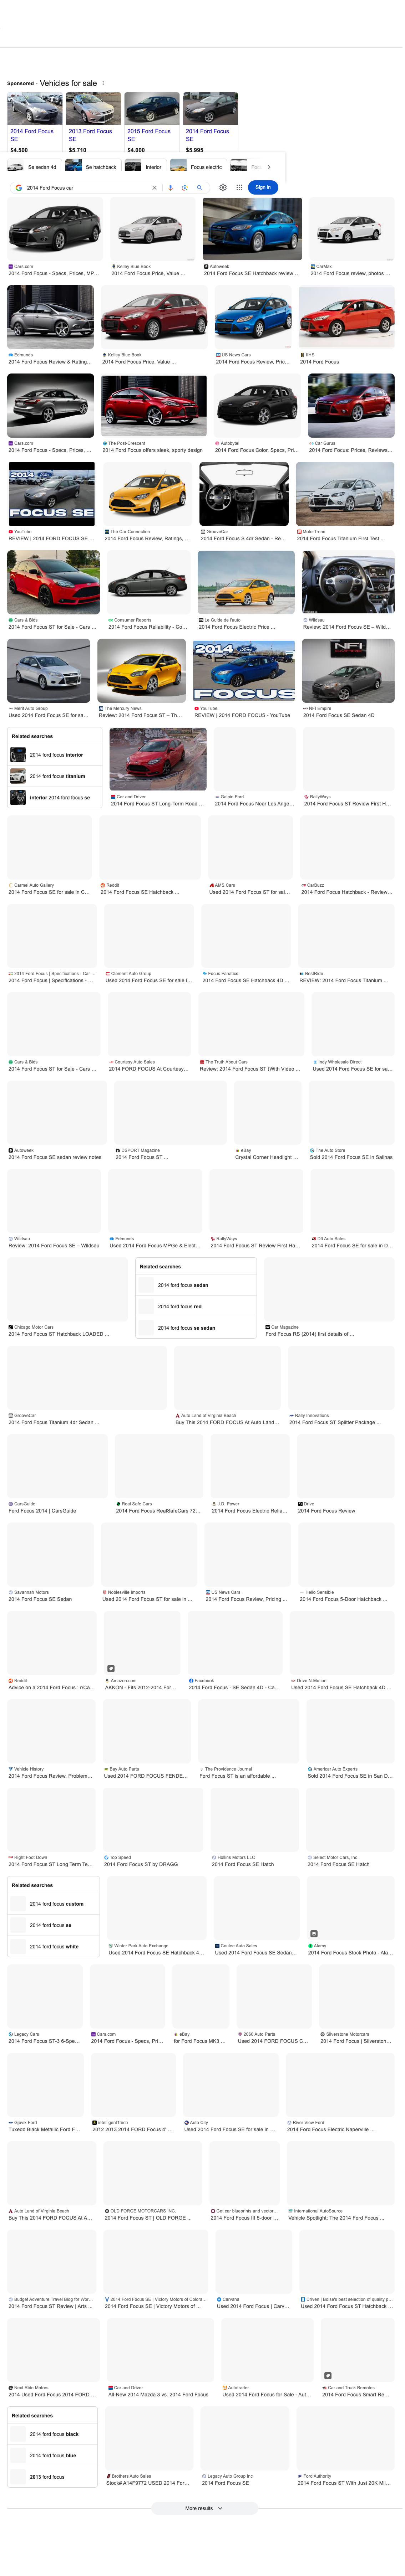 Sponsored · Vehicles for sale
2014 Ford Focus SE
$4.500
2013 Ford Focus SE
$5.710
2015 Ford Focus SE
$4.000
2014 Ford Focus SE
$5.995
Se sedan 4d
Se hatchback
Interior
Focus electric
2014 Ford Focus car
Sign in
Cars.com
2014 Ford Focus - Specs, Prices, MP...
Kelley Blue Book
2014 Ford Focus Price, Value ...
Autoweek
2014 Ford Focus SE Hatchback review ...
CarMax
2014 Ford Focus review, photos ...
Edmunds
2014 Ford Focus Review & Rating...
Kelley Blue Book
2014 Ford Focus Price, Value ...
US News Cars
2014 Ford Focus Review, Pric...
IIHS
2014 Ford Focus
Cars.com
2014 Ford Focus - Specs, Prices, ...
The Post-Crescent
2014 Ford Focus offers sleek, sporty design
Autobytel
2014 Ford Focus Color, Specs, Pri...
Car Gurus
2014 Ford Focus: Prices, Reviews...
2014
FOCUS SE
YouTube
REVIEW | 2014 FORD FOCUS SE ...
The Car Connection
2014 Ford Focus Review, Ratings, ...
GrooveCar
2014 Ford Focus S 4dr Sedan - Re...
MotorTrend
2014 Ford Focus Titanium First Test ...
Cars & Bids
2014 Ford Focus ST for Sale - Cars ...
Consumer Reports
2014 Ford Focus Reliability - Co...
Le Guide de l'auto
2014 Ford Focus Electric Price ...
Wildsau
Review: 2014 Ford Focus SE – Wild...
Merit Auto Group
Used 2014 Ford Focus SE for sa...
The Mercury News
Review: 2014 Ford Focus ST – Th...
2014
FOCUS
YouTube
REVIEW | 2014 FORD FOCUS - YouTube
NFI
NFI Empire
2014 Ford Focus SE Sedan 4D
Related searches
2014 ford focus interior
2014 ford focus titanium
interior 2014 ford focus se
Car and Driver
2014 Ford Focus ST Long-Term Road ...
Galpin Ford
2014 Ford Focus Near Los Ange...
RallyWays
2014 Ford Focus ST Review First H...
Carmel Auto Gallery
2014 Ford Focus SE for sale in C...
Reddit
2014 Ford Focus SE Hatchback ...
AMS Cars
Used 2014 Ford Focus ST for sal...
CarBuzz
2014 Ford Focus Hatchback - Review...
2014 Ford Focus | Specifications - Car ...
2014 Ford Focus | Specifications - ...
Clement Auto Group
Used 2014 Ford Focus SE for sale i...
Focus Fanatics
2014 Ford Focus SE Hatchback 4D ...
BestRide
REVIEW: 2014 Ford Focus Titanium ...
Cars & Bids
2014 Ford Focus ST for Sale - Cars ...
Courtesy Auto Sales
2014 FORD FOCUS At Courtesy...
The Truth About Cars
Review: 2014 Ford Focus ST (With Video ...
Indy Wholesale Direct
Used 2014 Ford Focus SE for sa...
Autoweek
2014 Ford Focus SE sedan review notes
SSPORT Magazine
2014 Ford Focus ST ...
eBay
Crystal Corner Headlight ...
The Auto Store
Sold 2014 Ford Focus SE in Salinas
Wildsau
Review: 2014 Ford Focus SE – Wildsau
Edmunds
Used 2014 Ford Focus MPGe & Elect...
RallyWays
2014 Ford Focus ST Review First Ha...
DJI Auto Sales
2014 Ford Focus SE for sale in D...
Chicago Motor Cars
2014 Ford Focus ST Hatchback LOADED ...
Related searches
2014 ford focus sedan
2014 ford focus red
2014 ford focus se sedan
Car Magazine
Ford Focus RS (2014) first details of ...
GrooveCar
2014 Ford Focus Titanium 4dr Sedan ...
Auto Land of Virginia Beach
Buy This 2014 FORD FOCUS At Auto Land...
Rally Innovations
2014 Ford Focus ST Splitter Package ...
CarsGuide
Ford Focus 2014 | CarsGuide
Real Safe Cars
2014 Ford Focus RealSafeCars 72...
J.D. Power
2014 Ford Focus Electric Relia...
Drive
2014 Ford Focus Review
Savannah Motors
2014 Ford Focus SE Sedan
Noblesville Imports
Used 2014 Ford Focus ST for sale in ...
US News Cars
2014 Ford Focus Review, Pricing ...
Hello Sensible
2014 Ford Focus 5-Door Hatchback ...
Reddit
Advice on a 2014 Ford Focus : r/Ca...
Amazon.com
AKKON - Fits 2012-2014 For...
Facebook
2014 Ford Focus · SE Sedan 4D - Ca...
Drive N-Motion
Used 2014 Ford Focus SE Hatchback 4D ...
Vehicle History
2014 Ford Focus Review, Problem...
Bay Auto Parts
Used 2014 FORD FOCUS FENDE...
The Providence Journal
Ford Focus ST is an affordable ...
American Auto Experts
Sold 2014 Ford Focus SE in San D...
Right Foot Down
2014 Ford Focus ST Long Term Te...
Top Speed
2014 Ford Focus ST by DRAGG
Hollins Motors LLC
2014 Ford Focus SE Hatch
Select Motor Cars, Inc
2014 Ford Focus SE Hatch
Related searches
2014 ford focus custom
2014 ford focus se
2014 ford focus white
Winter Park Auto Exchange
Used 2014 Ford Focus SE Hatchback 4...
Coulee Auto Sales
Used 2014 Ford Focus SE Sedan...
Alamy
2014 Ford Focus Stock Photo - Ala...
Legacy Cars
2014 Ford Focus ST-3 6-Spe...
Cars.com
2014 Ford Focus - Specs, Pri...
eBay
for Ford Focus MK3 ...
2060 Auto Parts
Used 2014 FORD FOCUS C...
Silverstone Motorcars
2014 Ford Focus | Silverston...
Gjovik Ford
Tuxedo Black Metallic Ford F...
IntelligentTech
2012 2013 2014 FORD Focus 4' ...
Auto City
Used 2014 Ford Focus SE for sale in ...
River View Ford
2014 Ford Focus Electric Naperville ...
Auto Land of Virginia Beach
Buy This 2014 FORD FOCUS At A...
OLD FORGE MOTORCARS INC.
2014 Ford Focus ST | OLD FORGE ...
Get car blueprints and vector...
2014 Ford Focus III 5-door ...
International AutoSource
Vehicle Spotlight: The 2014 Ford Focus ...
Budget Adventure Travel Blog for Wor...
2014 Ford Focus ST Review | Arts ...
2014 Ford Focus SE | Victory Motors of Colora...
2014 Ford Focus SE | Victory Motors of ...
Carvana
Used 2014 Ford Focus | Carv...
Driven | Boise's best selection of quality p...
Used 2014 Ford Focus ST Hatchback ...
Next Ride Motors
2014 Used Ford Focus 2014 FORD ...
Car and Driver
All-New 2014 Mazda 3 vs. 2014 Ford Focus
Autotrader
Used 2014 Ford Focus for Sale - Aut...
Car and Truck Remotes
2014 Ford Focus Smart Re...
Related searches
2014 ford focus black
2014 ford focus blue
2013 ford focus
Brothers Auto Sales
Stock# A14F9772 USED 2014 For...
Legacy Auto Group Inc
2014 Ford Focus SE
Ford Authority
2014 Ford Focus ST With Just 20K Mil...
More results